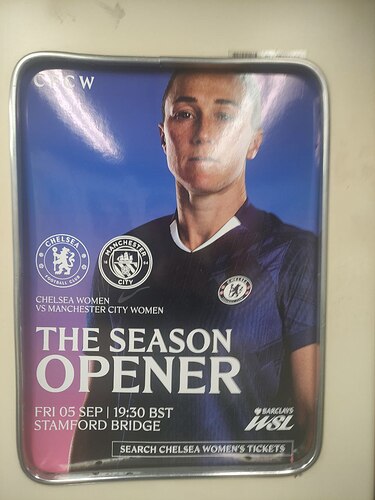 CFCW
CHELSEA
FOOTBALL CLUB
MANCHESTER
CITY
CHELSEA WOMEN
VS MANCHESTER CITY WOMEN
THE SEASON
OPENER
FRI 05 SEP | 19:30 BST
STAMFORD BRIDGE
BARCLAYS
WSL
SEARCH CHELSEA WOMEN'S TICKETS